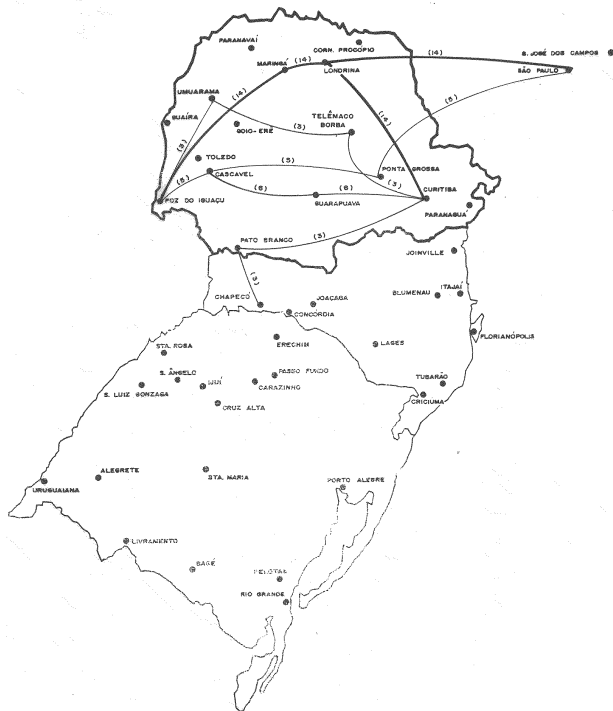 PARANAVAÍ
CORN. PROCOPIO
(14)
S. JOSÉ DOS CAMPOS
MARINGÁ
(14)
LONDRINA
SÃO PAULO
UMUARAMA
(14)
(5)
GUAÍRA
GOIO-ERÊ
TELÊMACO
BORBA
(14)
(3)
(3)
TOLEDO
(5)
PONTA GROSSA
CASCAVEL
(5)
(6)
(6)
(3)
CURITIBA
FOZ DO IGUAÇU
GUARAPUAVA
PARANAGUÁ
PATO BRANCO
(3)
JOINVILLE
(3)
CHAPECÓ
JOAÇABA
BLUMENAU
ITAJAÍ
CONCÓRDIA
FLORIANÓPOLIS
STA. ROSA
ERECHIM
LAGES
S. ÂNGELO
PASSO FUNDO
TUBARÃO
S. LUIZ GONZAGA
IJUÍ
CARAZINHO
CRICIUMA
CRUZ ALTA
ALEGRETE
STA. MARIA
PORTO ALEGRE
URUGUAIANA
LIVRAMENTO
BAGÉ
PELOTAS
RIO GRANDE